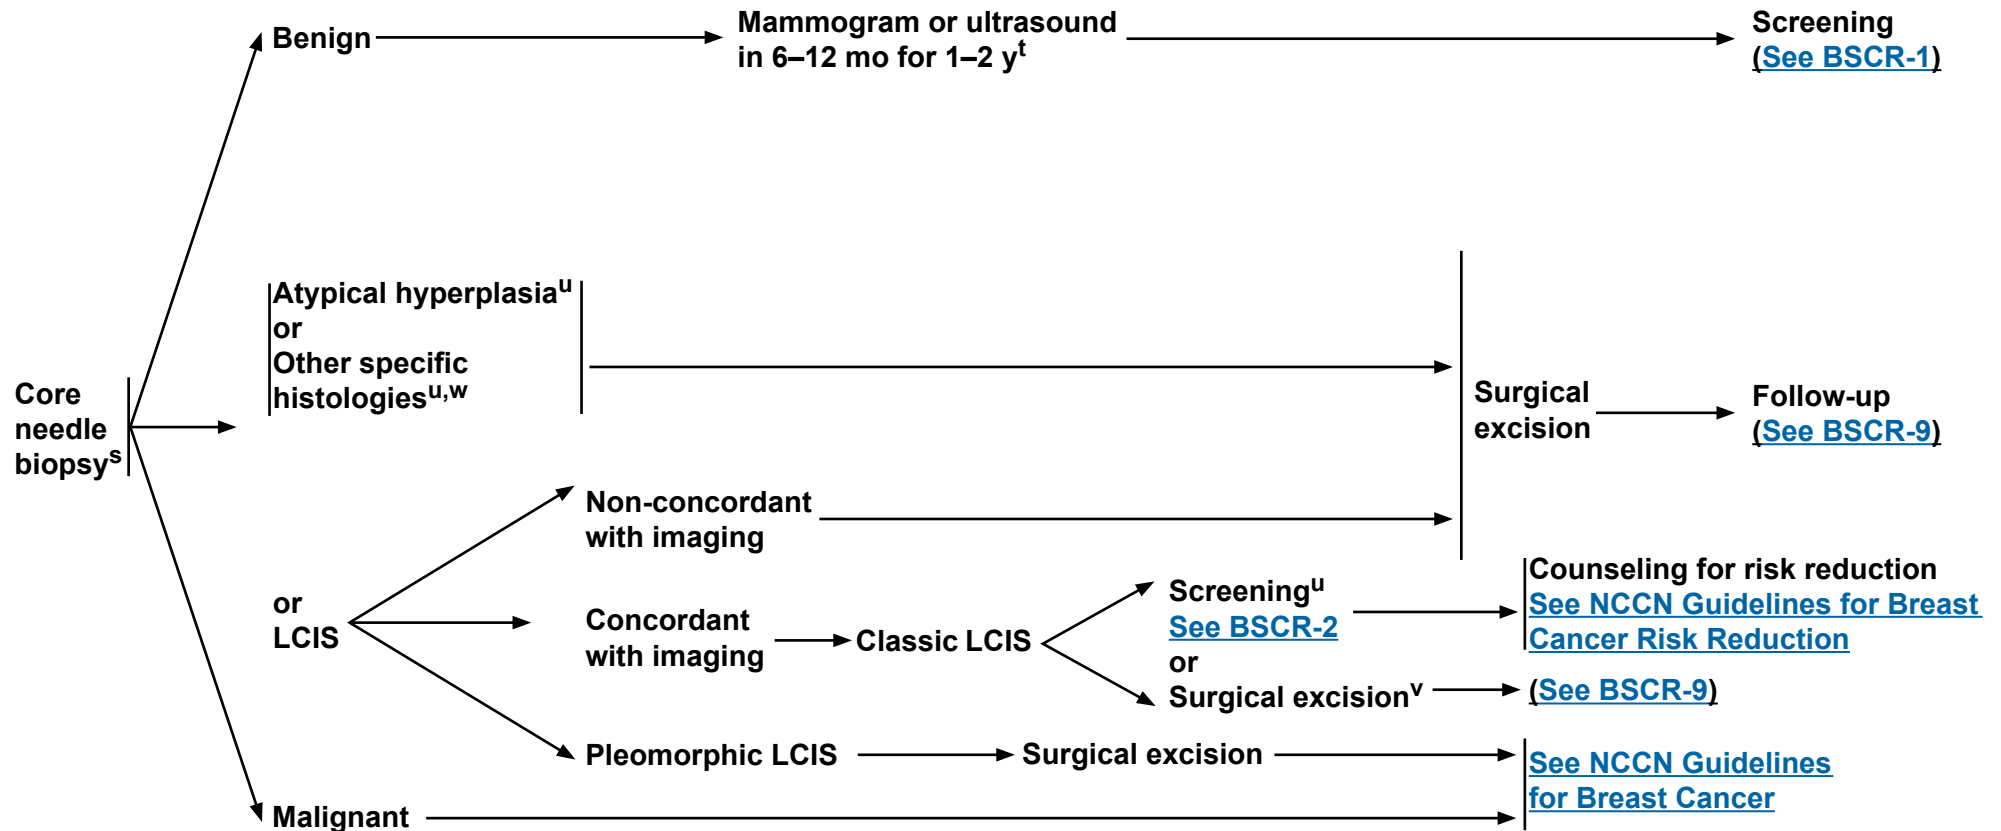 Benign
Mammogram or ultrasound
in 6–12 mo for 1–2 yᵗ
Screening
(See BSCR-1)
Core
needle
biopsyˢ
Atypical hyperplasiaᵘ
or
Other specific
histologiesᵘ,ʷ
Surgical
excision
Follow-up
(See BSCR-9)
or
LCIS
Non-concordant
with imaging
Concordant
with imaging
Classic LCIS
Screeningᵘ
See BSCR-2
or
Surgical excisionᵛ
Counseling for risk reduction
See NCCN Guidelines for Breast
Cancer Risk Reduction
(See BSCR-9)
Pleomorphic LCIS
Surgical excision
See NCCN Guidelines
for Breast Cancer
Malignant